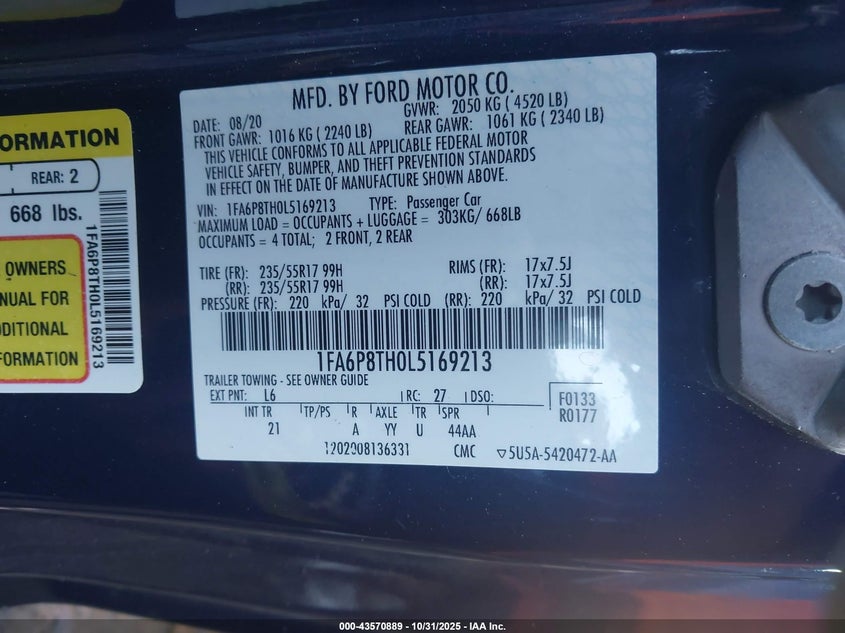 ORMATION
REAR: 2
668 lbs.
OWNERS
NUAL FOR
DDITIONAL
FORMATION
1FA6P8TH0L5169213
MFD. BY FORD MOTOR CO.
DATE: 08/20
GVWR: 2050 KG ( 4520 LB)
FRONT GAWR: 1016 KG ( 2240 LB)
REAR GAWR: 1061 KG ( 2340 LB)
THIS VEHICLE CONFORMS TO ALL APPLICABLE FEDERAL MOTOR
VEHICLE SAFETY, BUMPER, AND THEFT PREVENTION STANDARDS
IN EFFECT ON THE DATE OF MANUFACTURE SHOWN ABOVE.
VIN: 1FA6P8TH0L5169213 TYPE: Passenger Car
MAXIMUM LOAD = OCCUPANTS + LUGGAGE = 303KG/ 668LB
OCCUPANTS = 4 TOTAL; 2 FRONT, 2 REAR
TIRE (FR): 235/55R17 99H RIMS (FR): 17x7.5J
(RR): 235/55R17 99H (RR): 17x7.5J
PRESSURE (FR): 220 kPa/ 32 PSI COLD (RR): 220 kPa/ 32 PSI COLD
1FA6P8TH0L5169213
TRAILER TOWING - SEE OWNER GUIDE
EXT PNT: L6 RC: 27 DSO:
F0133
R0177
INT TR TP/PS R AXLE TR SPR
21 A YY U 44AA
1202008136331 CMC ▽5U5A-5420472-AA
000-43570889 - 10/31/2025 - IAA Inc.